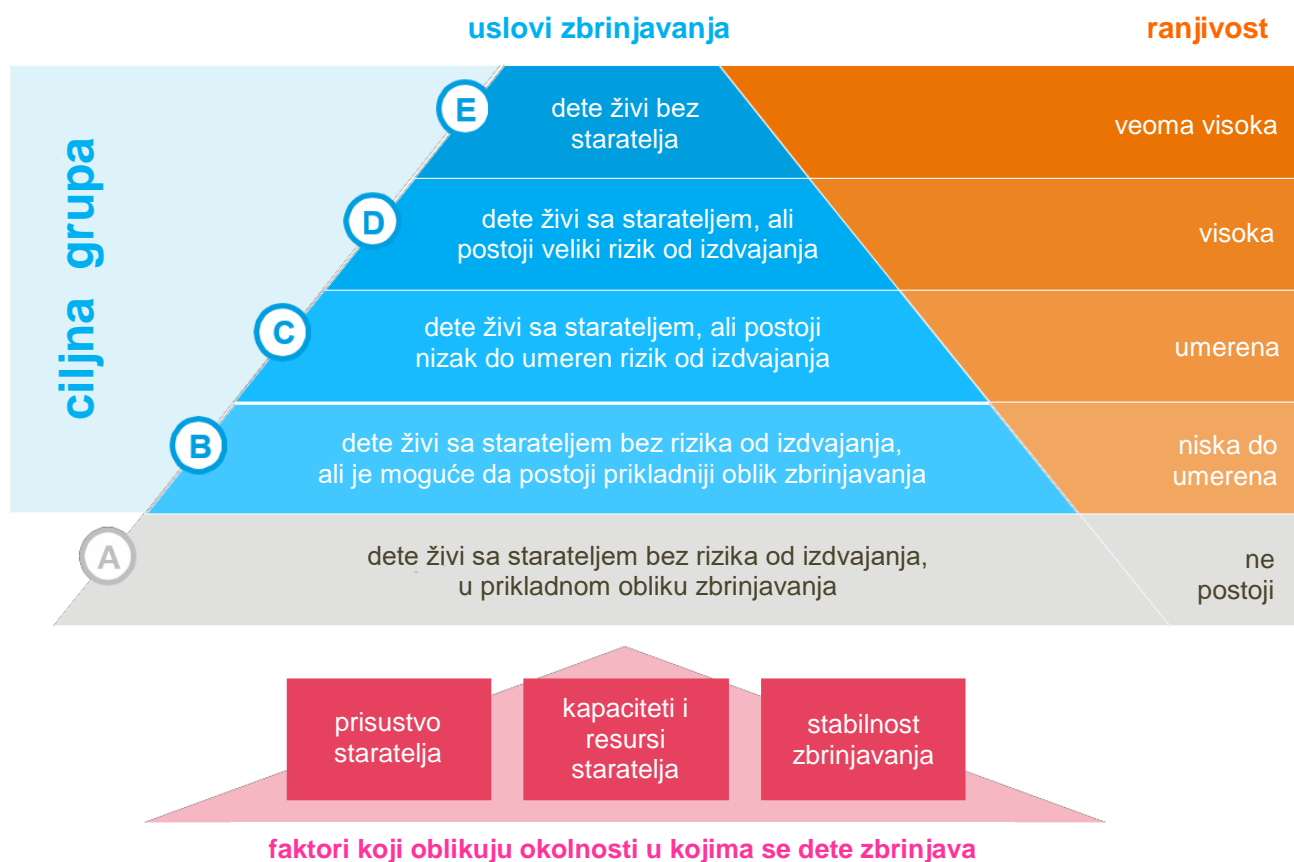 uslovi zbrinjavanja
ranjivost
ciljna grupa
E
dete živi bez
staratelja
veoma visoka
D
dete živi sa starateljem, ali
postoji veliki rizik od izdvajanja
visoka
C
dete živi sa starateljem, ali postoji
nizak do umeren rizik od izdvajanja
umerena
B
dete živi sa starateljem bez rizika od izdvajanja,
ali je moguće da postoji prikladniji oblik zbrinjavanja
niska do
umerena
A
dete živi sa starateljem bez rizika od izdvajanja,
u prikladnom obliku zbrinjavanja
ne
postoji
prisustvo
staratelja
kapaciteti i
resursi
staratelja
stabilnost
zbrinjavanja
faktori koji oblikuju okolnosti u kojima se dete zbrinjava